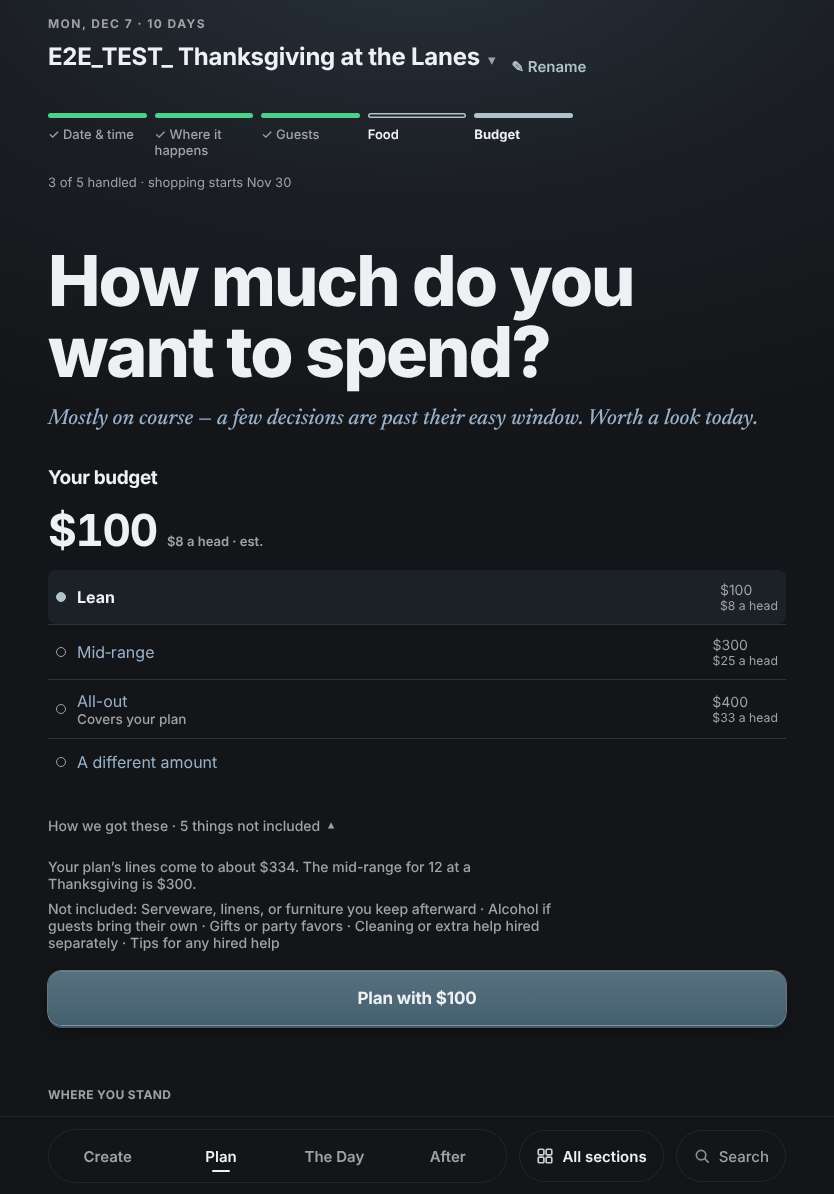 MON, DEC 7 · 10 DAYS
E2E_TEST_ Thanksgiving at the Lanes ▾ ✎ Rename
✓ Date & time
✓ Where it
happens
✓ Guests
Food
Budget
3 of 5 handled · shopping starts Nov 30
How much do you
want to spend?
Mostly on course — a few decisions are past their easy window. Worth a look today.
Your budget
$100 $8 a head · est.
Lean
$100
$8 a head
Mid-range
$300
$25 a head
All-out
Covers your plan
$400
$33 a head
A different amount
How we got these · 5 things not included ▴
Your plan’s lines come to about $334. The mid-range for 12 at a
Thanksgiving is $300.
Not included: Serveware, linens, or furniture you keep afterward · Alcohol if
guests bring their own · Gifts or party favors · Cleaning or extra help hired
separately · Tips for any hired help
Plan with $100
WHERE YOU STAND
Create Plan The Day After All sections Search